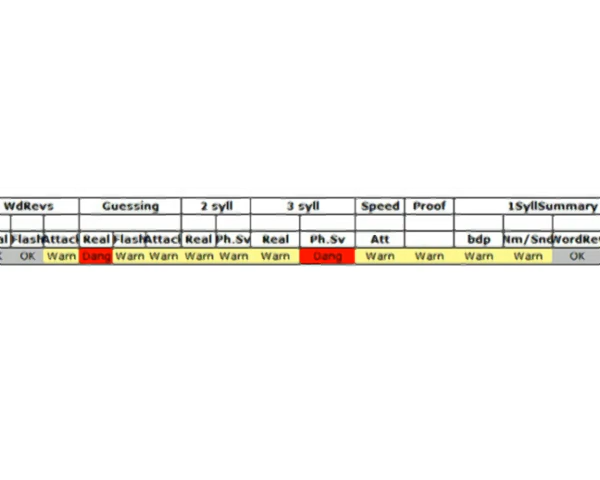 WdRevs Guessing 2 syll 3 syll Speed Proof 1SyllSummary
Flash Attacl Real Flash Attacl Real Ph.Sv Real Ph.Sv Att bdp Nm/Snd WordRev
OK Warn Dang Warn Warn Warn Warn Warn Dang Warn Warn Warn Warn OK